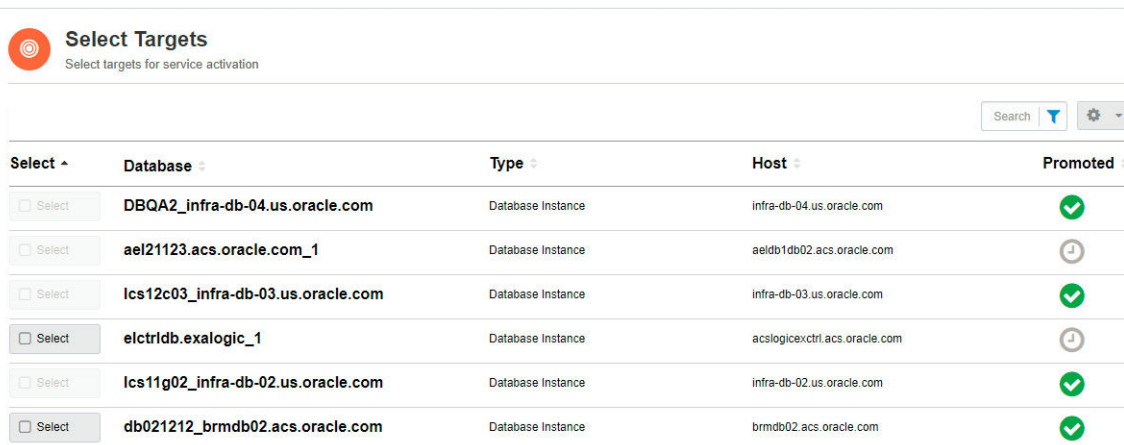 Select Targets
Select targets for service activation
Search
Select Database Type Host Promoted
Select DBQA2_infra-db-04.us.oracle.com Database Instance infra-db-04.us.oracle.com
Select ael21123.acs.oracle.com_1 Database Instance aeldb1db02.acs.oracle.com
Select lcs12c03_infra-db-03.us.oracle.com Database Instance infra-db-03.us.oracle.com
Select elctrldb.exalogic_1 Database Instance acslogicexctrl.acs.oracle.com
Select lcs11g02_infra-db-02.us.oracle.com Database Instance infra-db-02.us.oracle.com
Select db021212_brmdb02.acs.oracle.com Database Instance brmdb02.acs.oracle.com